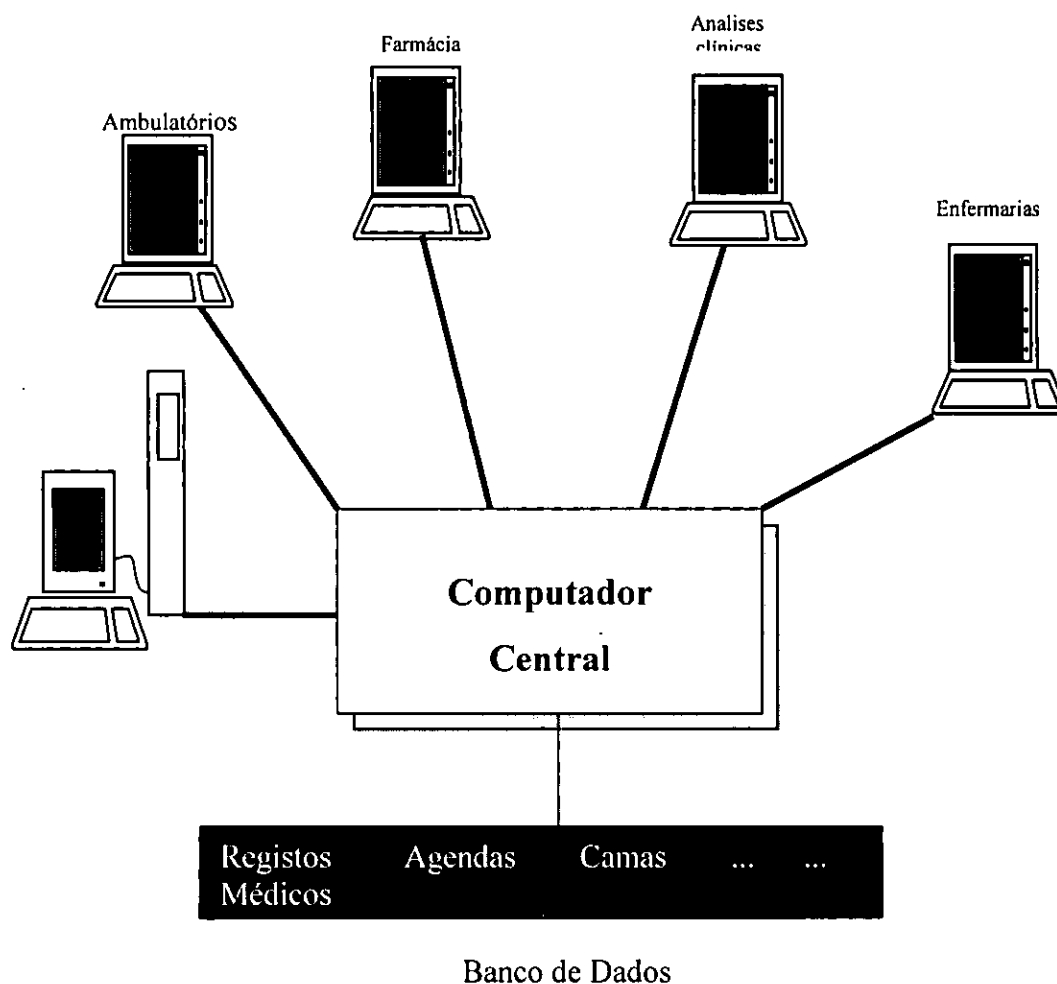 Analises
clínicas
Farmácia
Ambulatórios
Enfermarias
Computador
Central
Registos Agendas Camas ... ...
Médicos
Banco de Dados